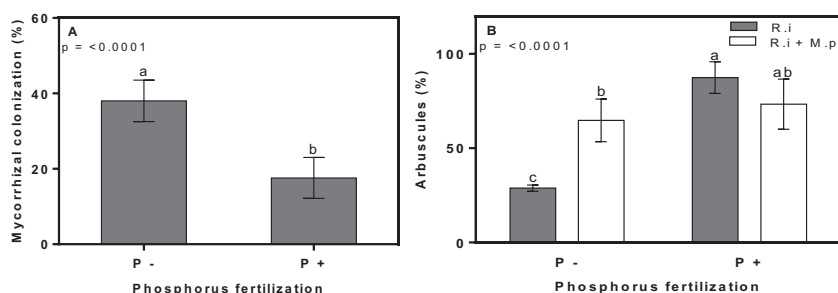 A
p = <0.0001
Mycorrhizal colonization (%)
60
40
20
0
a
b
P -
P +
Phosphorus fertilization
B
p = <0.0001
R.i
R.i + M.p
Arbuscules (%)
100
50
0
c
b
a
ab
P -
P +
Phosphorus fertilization